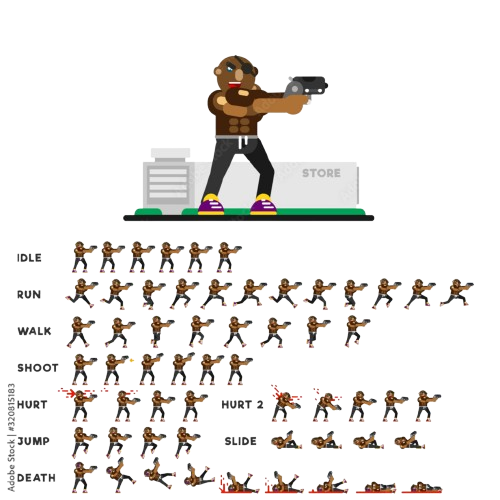 STORE
IDLE
RUN
WALK
SHOOT
HURT
HURT 2
JUMP
SLIDE
DEATH
Adobe Stock | #320815183